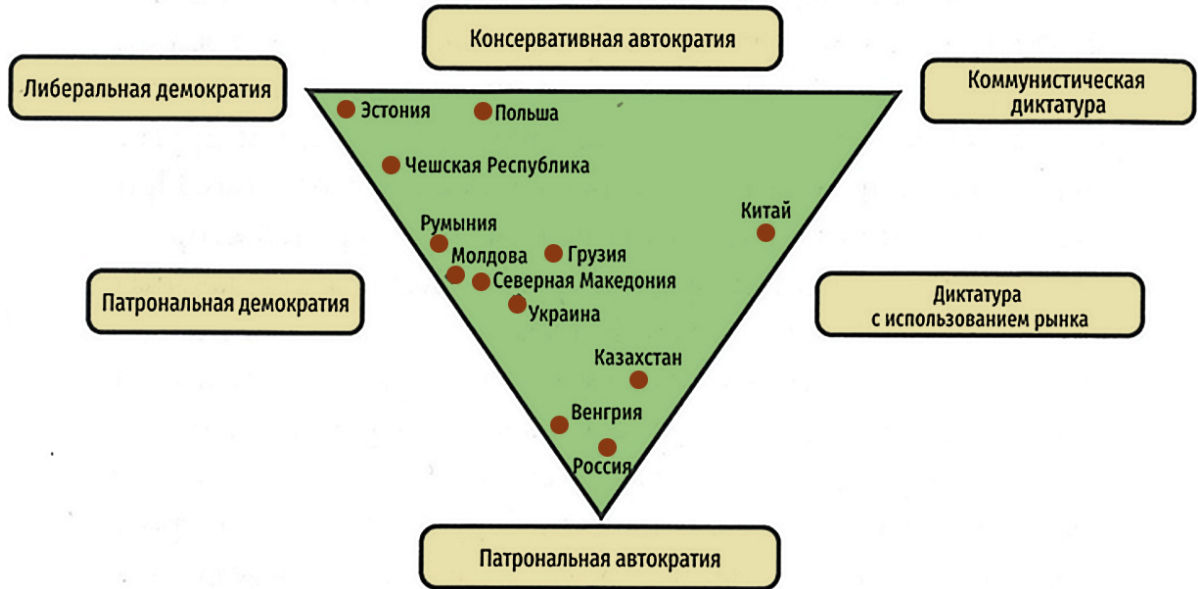 Консервативная автократия
Либеральная демократия
Коммунистическая
диктатура
Эстония
Польша
Чешская Республика
Китай
Румыния
Грузия
Молдова
Северная Македония
Украина
Патрональная демократия
Диктатура
с использованием рынка
Казахстан
Венгрия
Россия
Патрональная автократия